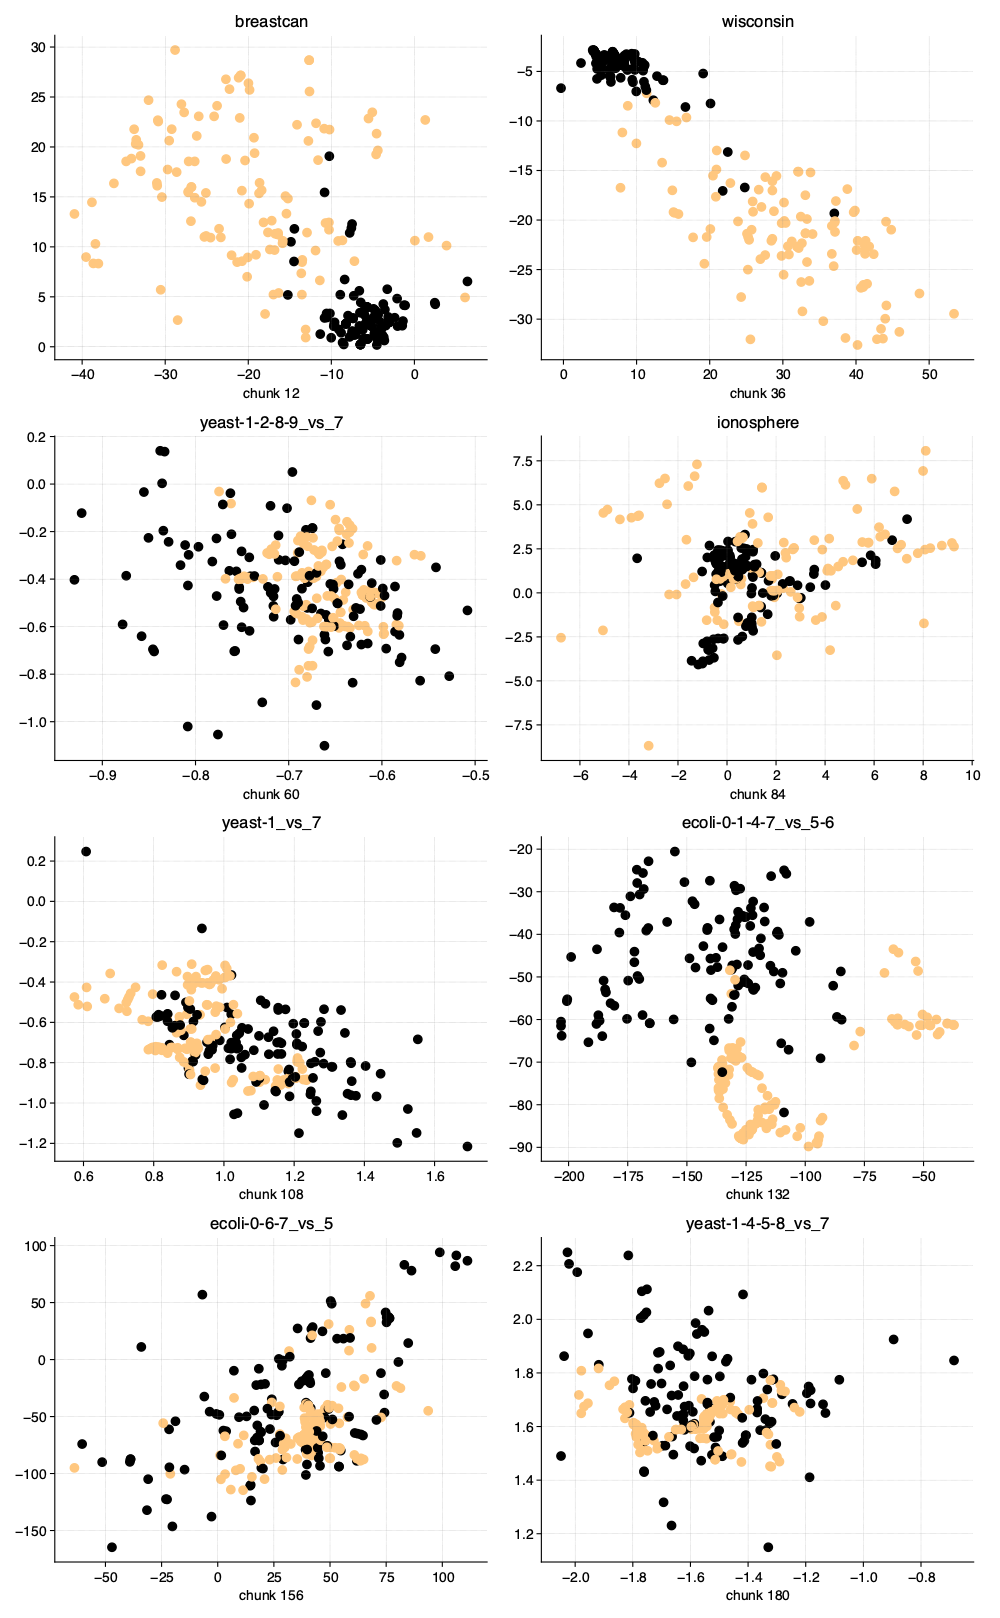 breastcan
30
25
20
15
10
5
0
−40 −30 −20 −10 0
chunk 12
wisconsin
−5
−10
−15
−20
−25
−30
0 10 20 30 40 50
chunk 36
yeast-1-2-8-9_vs_7
0.2
0.0
−0.2
−0.4
−0.6
−0.8
−1.0
−0.9 −0.8 −0.7 −0.6 −0.5
chunk 60
ionosphere
7.5
5.0
2.5
0.0
−2.5
−5.0
−7.5
−6 −4 −2 0 2 4 6 8 10
chunk 84
yeast-1_vs_7
0.2
0.0
−0.2
−0.4
−0.6
−0.8
−1.0
−1.2
0.6 0.8 1.0 1.2 1.4 1.6
chunk 108
ecoli-0-1-4-7_vs_5-6
−20
−30
−40
−50
−60
−70
−80
−90
−200 −175 −150 −125 −100 −75 −50
chunk 132
ecoli-0-6-7_vs_5
100
50
0
−50
−100
−150
−50 −25 0 25 50 75 100
chunk 156
yeast-1-4-5-8_vs_7
2.2
2.0
1.8
1.6
1.4
1.2
−2.0 −1.8 −1.6 −1.4 −1.2 −1.0 −0.8
chunk 180